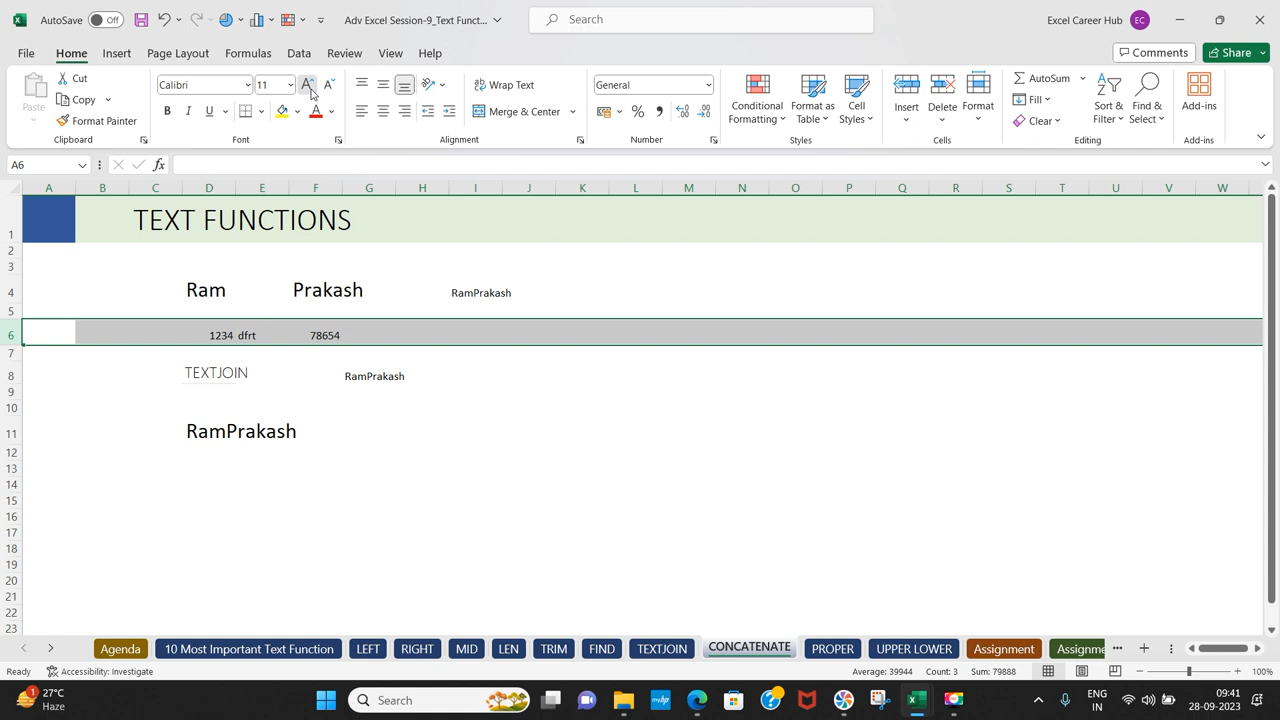 AutoSave Off Adv Excel Session-9_Text Funct... Search Excel Career Hub EC
File Home Insert Page Layout Formulas Data Review View Help Comments Share
Paste Cut Copy Format Painter Clipboard
Calibri 11 B I U Font
Wrap Text Merge & Center Alignment
General % Number
Conditional Formatting Format as Table Cell Styles Styles
Insert Delete Format Cells
AutoSum Fill Clear Sort & Filter Find & Select Editing
Add-ins Add-ins
A6 fx
A B C D E F G H I J K L M N O P Q R S T U V W
1 TEXT FUNCTIONS
2
3
4 Ram Prakash RamPrakash
5
6 1234 dfrt 78654
7
8 TEXTJOIN RamPrakash
9
10
11 RamPrakash
12
13
14
15
16
17
18
19
20
21
22
23
Agenda 10 Most Important Text Function LEFT RIGHT MID LEN TRIM FIND TEXTJOIN CONCATENATE PROPER UPPER LOWER Assignment Assignme
Ready Accessibility: Investigate Average: 39944 Count: 3 Sum: 79888 100%
27°C
Haze
Search
ENG
IN
09:41
28-09-2023